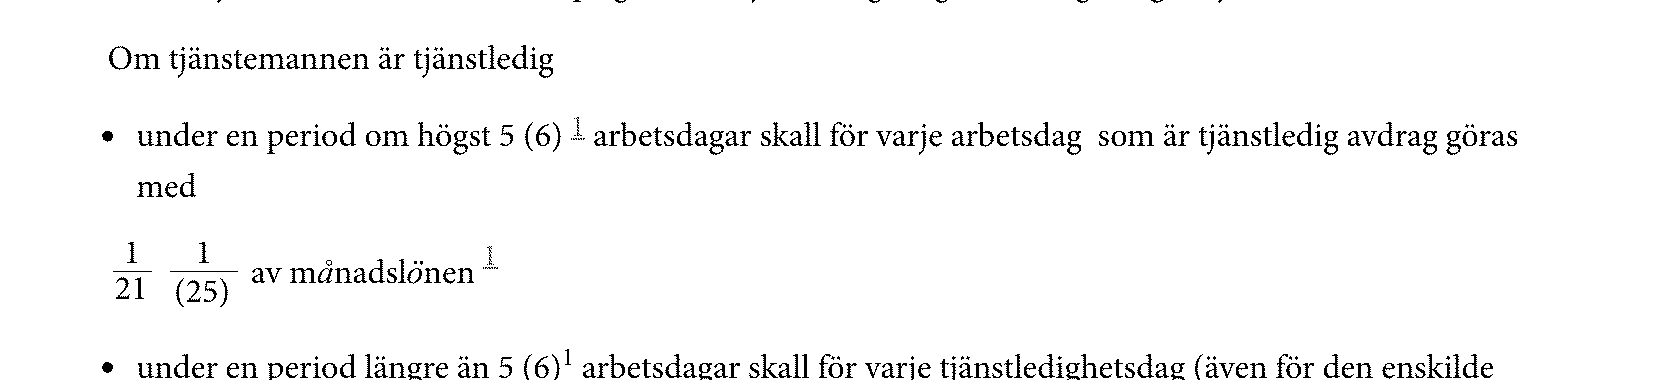 Om tjänstemannen är tjänstledig
• under en period om högst 5 (6) 1 arbetsdagar skall för varje arbetsdag som är tjänstledig avdrag göras
med
1/21 1/(25) av månadslönen 1
• under en period längre än 5 (6)1 arbetsdagar skall för varje tjänstledighetsdag (även för den enskilde